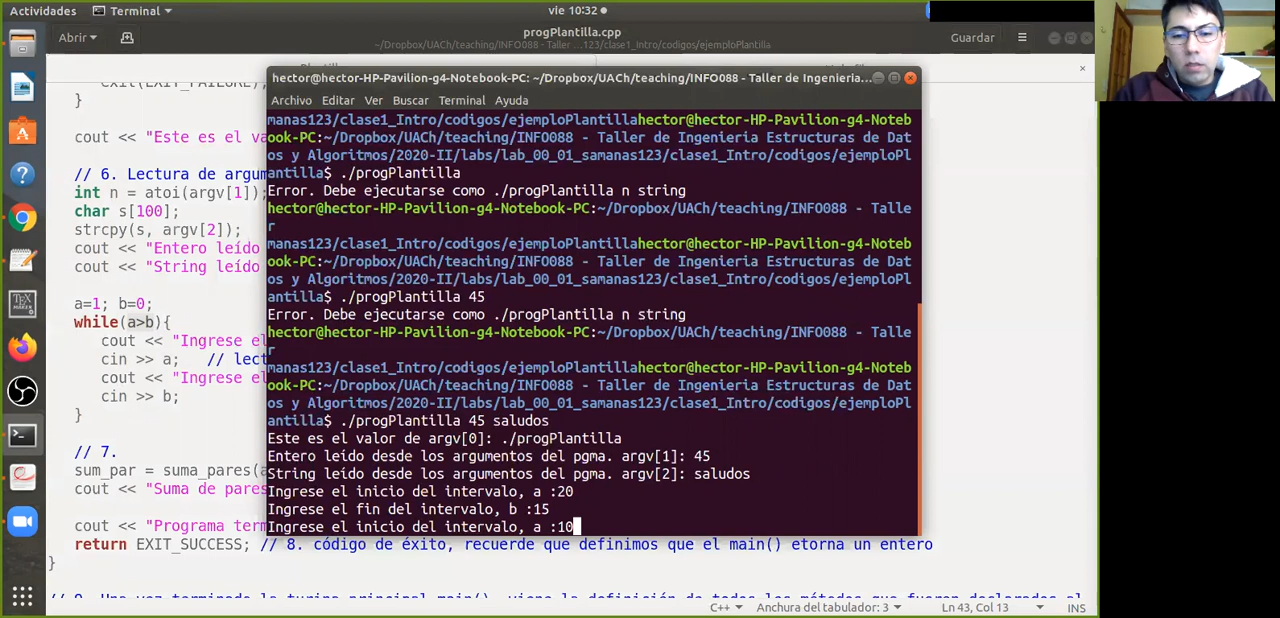 Actividades
Terminal
vie 10:32
Abrir
progPlantilla.cpp
~/Dropbox/UACh/teaching/INFO088 - Taller …123/clase1_Intro/codigos/ejemploPlantilla
Guardar
}
cout << "Este es el va
// 6. Lectura de argum
int n = atoi(argv[1]);
char s[100];
strcpy(s, argv[2]);
cout << "Entero leído
cout << "String leído
a=1; b=0;
while(a>b){
cout << "Ingrese el
cin >> a;   // lect
cout << "Ingrese el
cin >> b;
}
// 7.
sum_par = suma_pares(a
cout << "Suma de pares
cout << "Programa term
return EXIT_SUCCESS; // 8. código de éxito, recuerde que definimos que el main() etorna un entero
}
hector@hector-HP-Pavilion-g4-Notebook-PC: ~/Dropbox/UACh/teaching/INFO088 - Taller de Ingenieria...
Archivo Editar Ver Buscar Terminal Ayuda
manas123/clase1_Intro/codigos/ejemploPlantillahector@hector-HP-Pavilion-g4-Noteb
ook-PC:~/Dropbox/UACh/teaching/INFO088 - Taller de Ingenieria Estructuras de Dat
os y Algoritmos/2020-II/labs/lab_00_01_samanas123/clase1_Intro/codigos/ejemploPl
antilla$ ./progPlantilla
Error. Debe ejecutarse como ./progPlantilla n string
hector@hector-HP-Pavilion-g4-Notebook-PC:~/Dropbox/UACh/teaching/INFO088 - Talle
r
manas123/clase1_Intro/codigos/ejemploPlantillahector@hector-HP-Pavilion-g4-Noteb
ook-PC:~/Dropbox/UACh/teaching/INFO088 - Taller de Ingenieria Estructuras de Dat
os y Algoritmos/2020-II/labs/lab_00_01_samanas123/clase1_Intro/codigos/ejemploPl
antilla$ ./progPlantilla 45
Error. Debe ejecutarse como ./progPlantilla n string
hector@hector-HP-Pavilion-g4-Notebook-PC:~/Dropbox/UACh/teaching/INFO088 - Talle
r
manas123/clase1_Intro/codigos/ejemploPlantillahector@hector-HP-Pavilion-g4-Noteb
ook-PC:~/Dropbox/UACh/teaching/INFO088 - Taller de Ingenieria Estructuras de Dat
os y Algoritmos/2020-II/labs/lab_00_01_samanas123/clase1_Intro/codigos/ejemploPl
antilla$ ./progPlantilla 45 saludos
Este es el valor de argv[0]: ./progPlantilla
Entero leído desde los argumentos del pgma. argv[1]: 45
String leído desde los argumentos del pgma. argv[2]: saludos
Ingrese el inicio del intervalo, a :20
Ingrese el fin del intervalo, b :15
Ingrese el inicio del intervalo, a :10
C++
Anchura del tabulador: 3
Ln 43, Col 13
INS